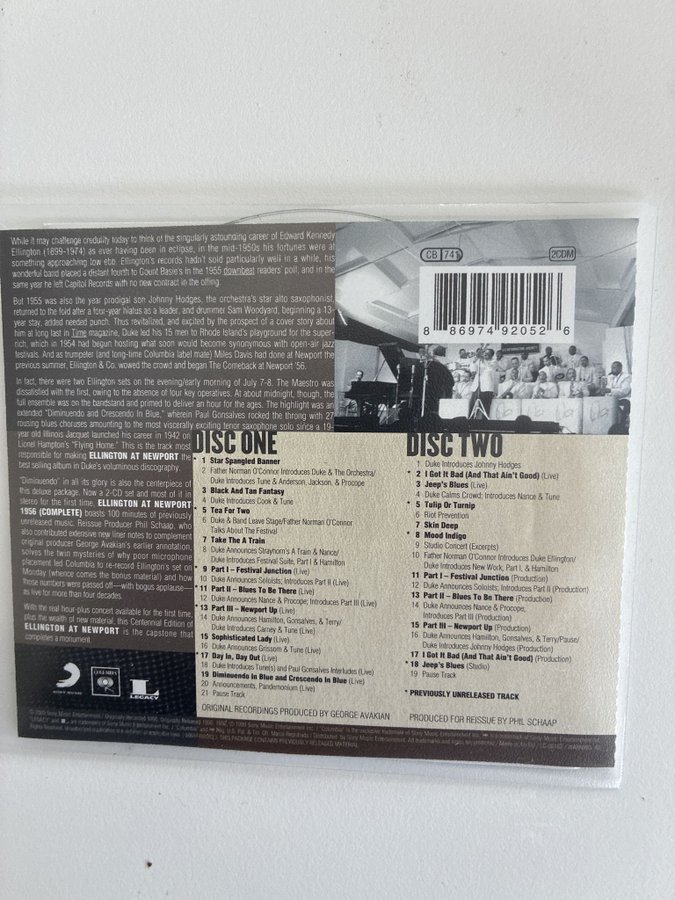 While it may challenge credulity today to think of the singularly astounding career of Edward Kennedy
Ellington (1899-1974) as ever having been in eclipse, in the mid-1950s his fortunes were at
something approaching low ebb. Ellington's records hadn't sold particularly well in a while, his
wonderful band placed a distant fourth to Count Basie's in the 1955 downbeat readers' poll, and in the
same year he left Capitol Records with no new contract in the offing.
But 1955 was also the year prodigal son Johnny Hodges, the orchestra's star alto saxophonist,
returned to the fold after a four-year hiatus as a leader, and drummer Sam Woodyard, beginning a 13-
year stay, added needed punch. Thus revitalized, and excited by the prospect of a cover story about
him at long last in Time magazine, Duke led his 15 men to Rhode Island's playground for the super-
rich, which in 1954 had begun hosting what soon would become synonymous with open-air jazz
festivals. And as trumpeter (and long-time Columbia label mate) Miles Davis had done at Newport the
previous summer, Ellington & Co. wowed the crowd and began The Comeback at Newport '56.
In fact, there were two Ellington sets on the evening/early morning of July 7-8. The Maestro was
dissatisfied with the first, owing to the absence of four key operatives. At about midnight, though, the
full ensemble was on the bandstand and primed to deliver an hour for the ages. The highlight was an
extended "Diminuendo and Crescendo In Blue," wherein Paul Gonsalves rocked the throng with 27
rousing blues choruses amounting to the most viscerally exciting tenor saxophone solo since a 19-
year old Illinois Jacquet launched his career in 1942 on
Lionel Hampton's "Flying Home." This is the track most
responsible for making ELLINGTON AT NEWPORT the
best selling album in Duke's voluminous discography.
"Diminuendo" in all its glory is also the centerpiece of
this deluxe package. Now a 2-CD set and most of it in
stereo for the first time, ELLINGTON AT NEWPORT
1956 (COMPLETE) boasts 100 minutes of previously
unreleased music. Reissue Producer Phil Schaap, who
also contributed extensive new liner notes to complement
original producer George Avakian's earlier annotation,
solves the twin mysteries of why poor microphone
placement led Columbia to re-record Ellington's set on
Monday (whence comes the bonus material) and how
those numbers were passed off—with bogus applause—
as live for more than four decades.
With the real hour-plus concert available for the first time,
plus the wealth of new material, this Centennial Edition of
ELLINGTON AT NEWPORT is the capstone that
completes a monument.
SONY MUSIC
COLUMBIA
LEGACY
CB 741
2CDM
8 86974 92052 6
DISC ONE
* 1 Star Spangled Banner
2 Father Norman O'Connor Introduces Duke & The Orchestra/
Duke Introduces Tune & Anderson, Jackson, & Procope
3 Black And Tan Fantasy
4 Duke Introduces Cook & Tune
* 5 Tea For Two
6 Duke & Band Leave Stage/Father Norman O'Connor
Talks About The Festival
7 Take The A Train
8 Duke Announces Strayhorn's A Train & Nance/
Duke Introduces Festival Suite, Part I & Hamilton
* 9 Part I – Festival Junction (Live)
10 Duke Announces Soloists; Introduces Part II (Live)
* 11 Part II – Blues To Be There (Live)
12 Duke Announces Nance & Procope; Introduces Part III (Live)
* 13 Part III – Newport Up (Live)
14 Duke Announces Hamilton, Gonsalves, & Terry/
Duke Introduces Carney & Tune (Live)
15 Sophisticated Lady (Live)
16 Duke Announces Grissom & Tune (Live)
* 17 Day In, Day Out (Live)
18 Duke Introduces Tune(s) and Paul Gonsalves Interludes (Live)
19 Diminuendo In Blue and Crescendo In Blue (Live)
20 Announcements, Pandemonium (Live)
21 Pause Track
ORIGINAL RECORDINGS PRODUCED BY GEORGE AVAKIAN
DISC TWO
1 Duke Introduces Johnny Hodges
* 2 I Got It Bad (And That Ain't Good) (Live)
3 Jeep's Blues (Live)
4 Duke Calms Crowd; Introduces Nance & Tune
* 5 Tulip Or Turnip
6 Riot Prevention
7 Skin Deep
* 8 Mood Indigo
9 Studio Concert (Excerpts)
10 Father Norman O'Connor Introduces Duke Ellington/
Duke Introduces New Work, Part I, & Hamilton
11 Part I – Festival Junction (Production)
12 Duke Announces Soloists; Introduces Part II (Production)
13 Part II – Blues To Be There (Production)
14 Duke Announces Nance & Procope;
Introduces Part III (Production)
15 Part III – Newport Up (Production)
16 Duke Announces Hamilton, Gonsalves, & Terry/Pause/
Duke Introduces Johnny Hodges (Production)
17 I Got It Bad (And That Ain't Good) (Production)
* 18 Jeep's Blues (Studio)
19 Pause Track
* PREVIOUSLY UNRELEASED TRACK
PRODUCED FOR REISSUE BY PHIL SCHAAP
THIS PACKAGE CONTAINS PREVIOUSLY RELEASED MATERIAL